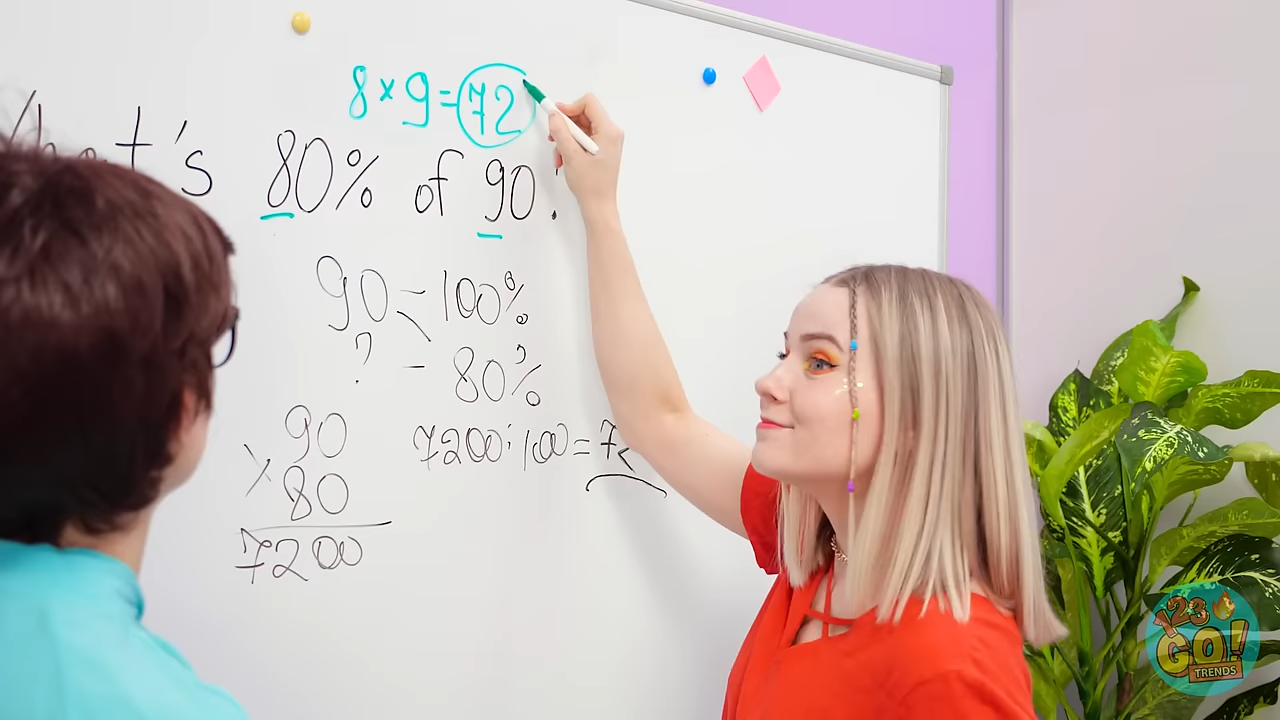 8 × 9 = 72
What's 80% of 90?
90 – 100%
? – 80%
90
× 80
7200
7200:100=72
123
GO!
TRENDS